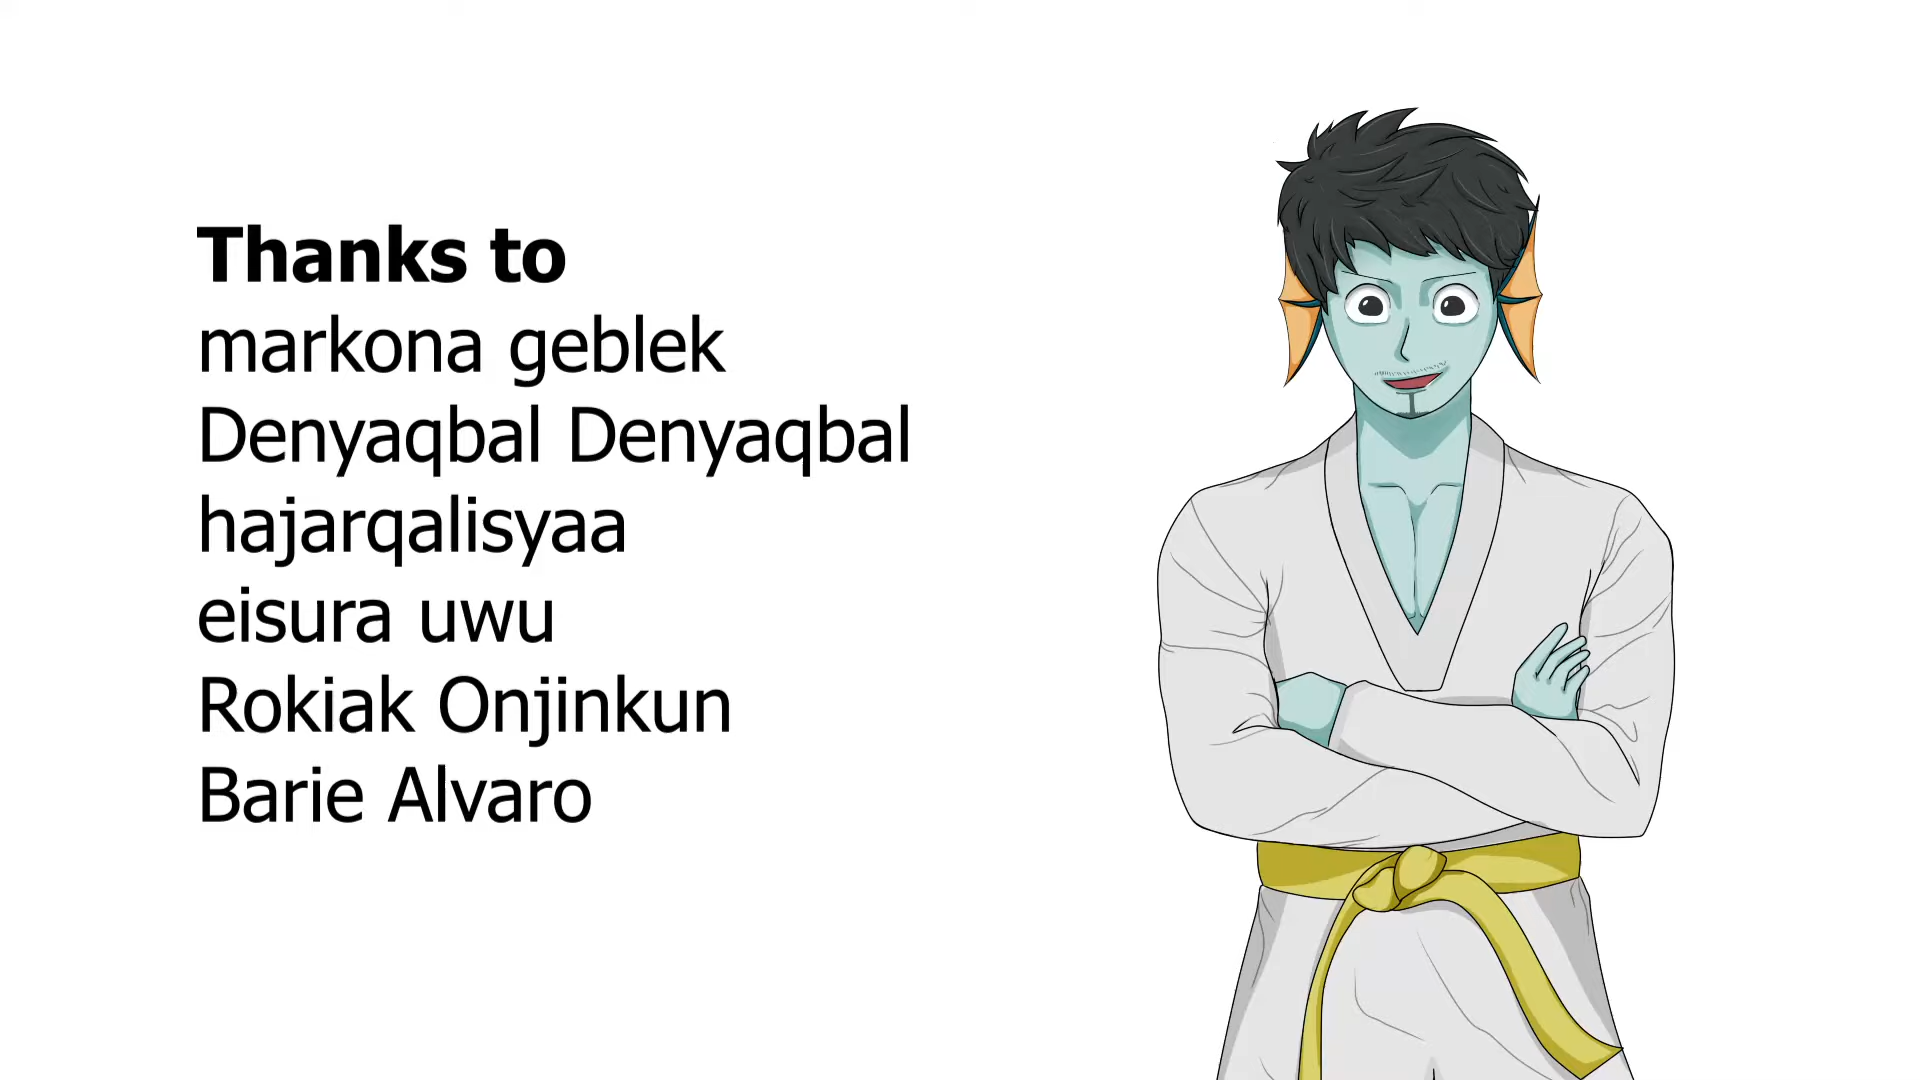 Thanks to
markona geblek
Denyaqbal Denyaqbal
hajarqalisyaa
eisura uwu
Rokiak Onjinkun
Barie Alvaro